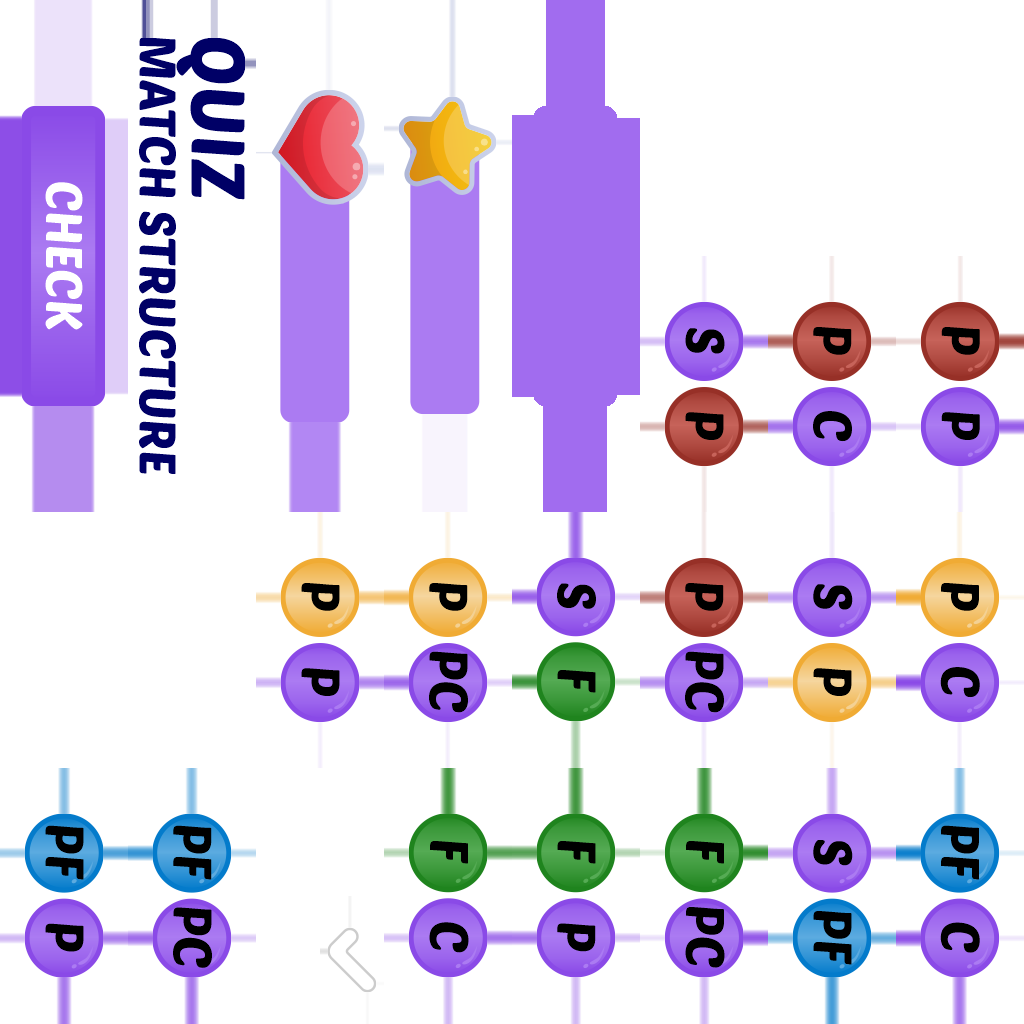 P P P C PF C
P C S P S PF
S P P PC F PC
S F F P
P PC F C
P P
QUIZ
MATCH STRUCTURE
PF PC
CHECK
PF P